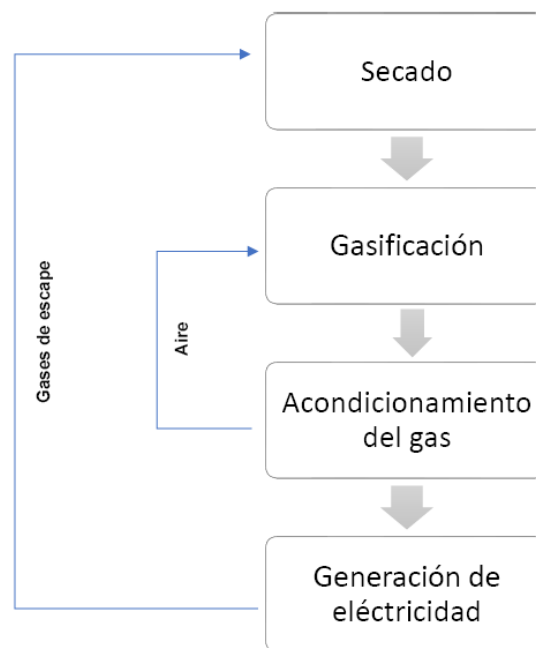 Secado
Gasificación
Acondicionamiento
del gas
Generación de
eléctricidad
Gases de escape
Aire